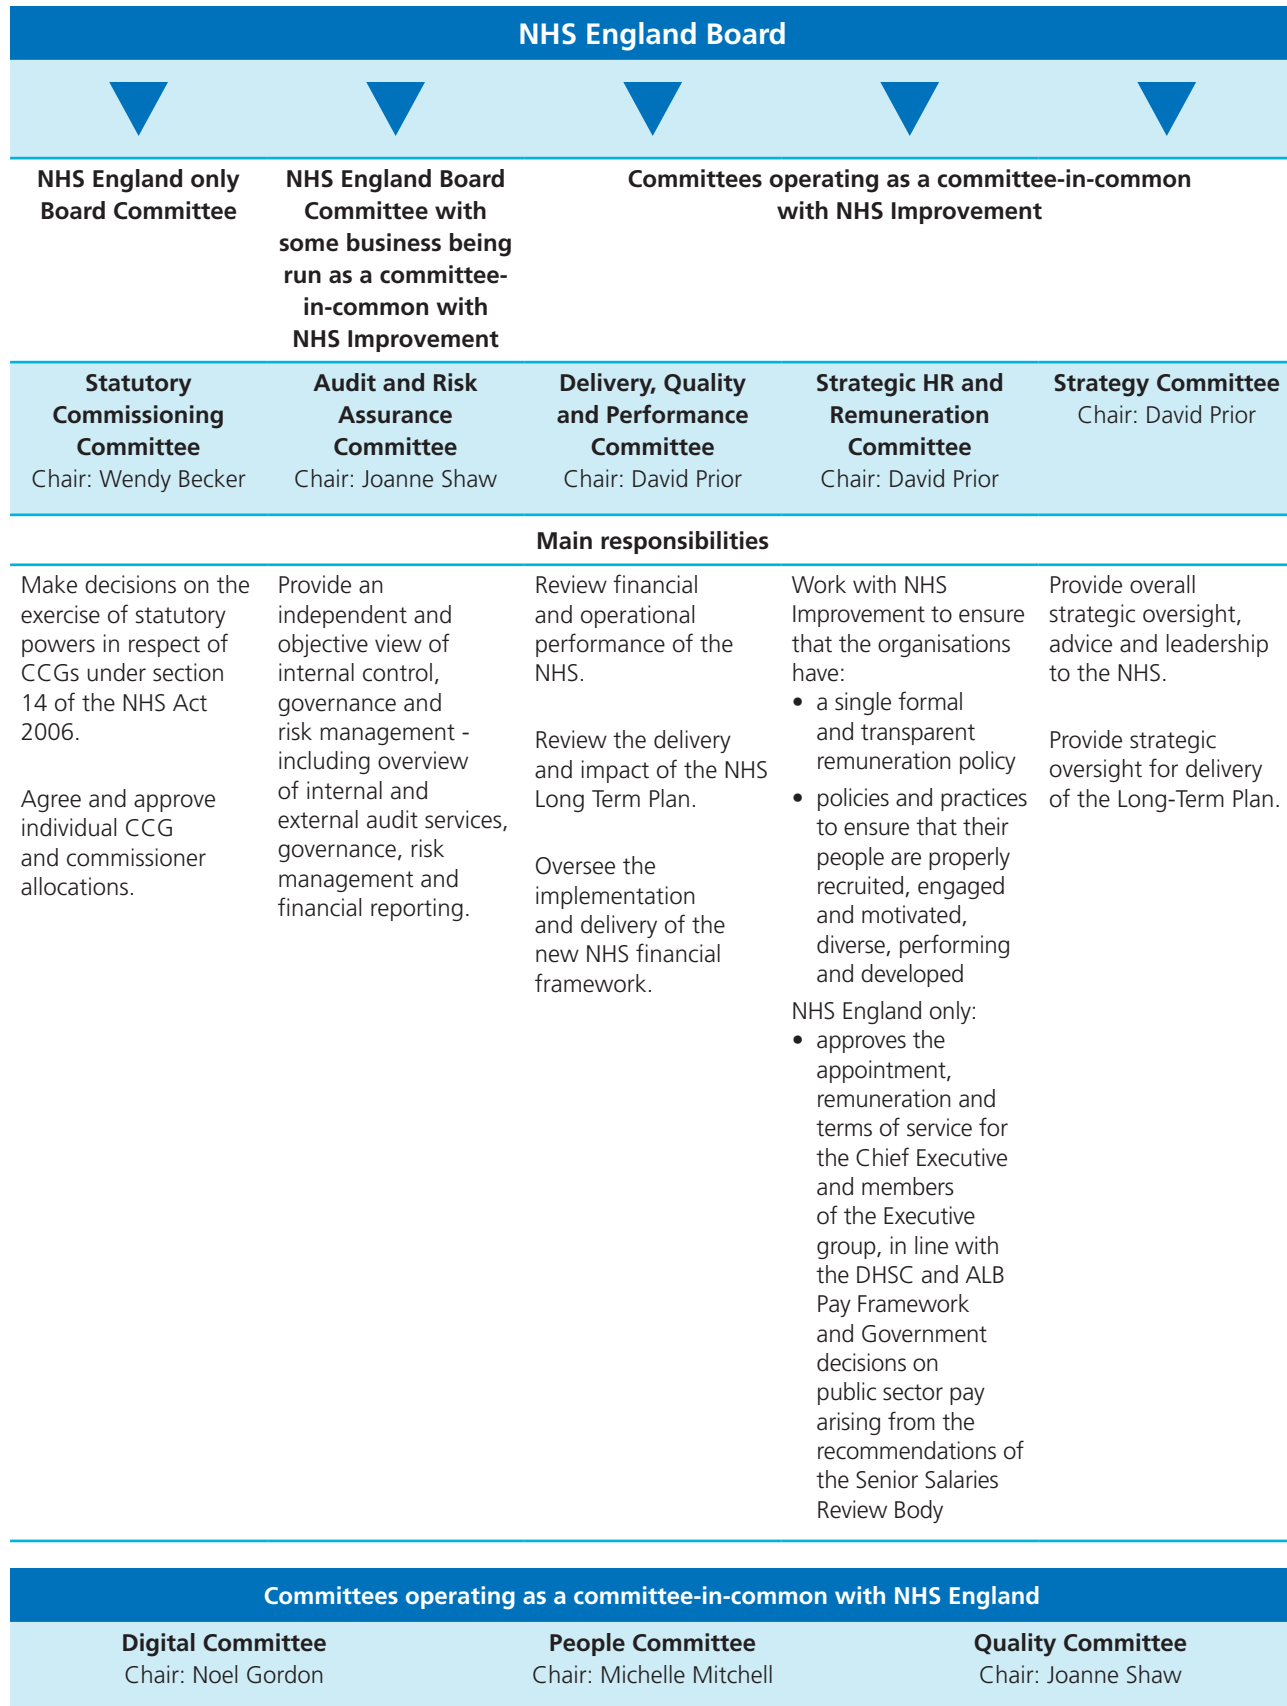 NHS England Board
NHS England only
Board Committee
NHS England Board
Committee with
some business being
run as a committee-
in-common with
NHS Improvement
Committees operating as a committee-in-common
with NHS Improvement
Statutory
Commissioning
Committee
Chair: Wendy Becker
Audit and Risk
Assurance
Committee
Chair: Joanne Shaw
Delivery, Quality
and Performance
Committee
Chair: David Prior
Strategic HR and
Remuneration
Committee
Chair: David Prior
Strategy Committee
Chair: David Prior
Main responsibilities
Make decisions on the
exercise of statutory
powers in respect of
CCGs under section
14 of the NHS Act
2006.
Agree and approve
individual CCG
and commissioner
allocations.
Provide an
independent and
objective view of
internal control,
governance and
risk management -
including overview
of internal and
external audit services,
governance, risk
management and
financial reporting.
Review financial
and operational
performance of the
NHS.
Review the delivery
and impact of the NHS
Long Term Plan.
Oversee the
implementation
and delivery of the
new NHS financial
framework.
Work with NHS
Improvement to ensure
that the organisations
have:
• a single formal
and transparent
remuneration policy
• policies and practices
to ensure that their
people are properly
recruited, engaged
and motivated,
diverse, performing
and developed
NHS England only:
• approves the
appointment,
remuneration and
terms of service for
the Chief Executive
and members
of the Executive
group, in line with
the DHSC and ALB
Pay Framework
and Government
decisions on
public sector pay
arising from the
recommendations of
the Senior Salaries
Review Body
Provide overall
strategic oversight,
advice and leadership
to the NHS.
Provide strategic
oversight for delivery
of the Long-Term Plan.
Committees operating as a committee-in-common with NHS England
Digital Committee
Chair: Noel Gordon
People Committee
Chair: Michelle Mitchell
Quality Committee
Chair: Joanne Shaw